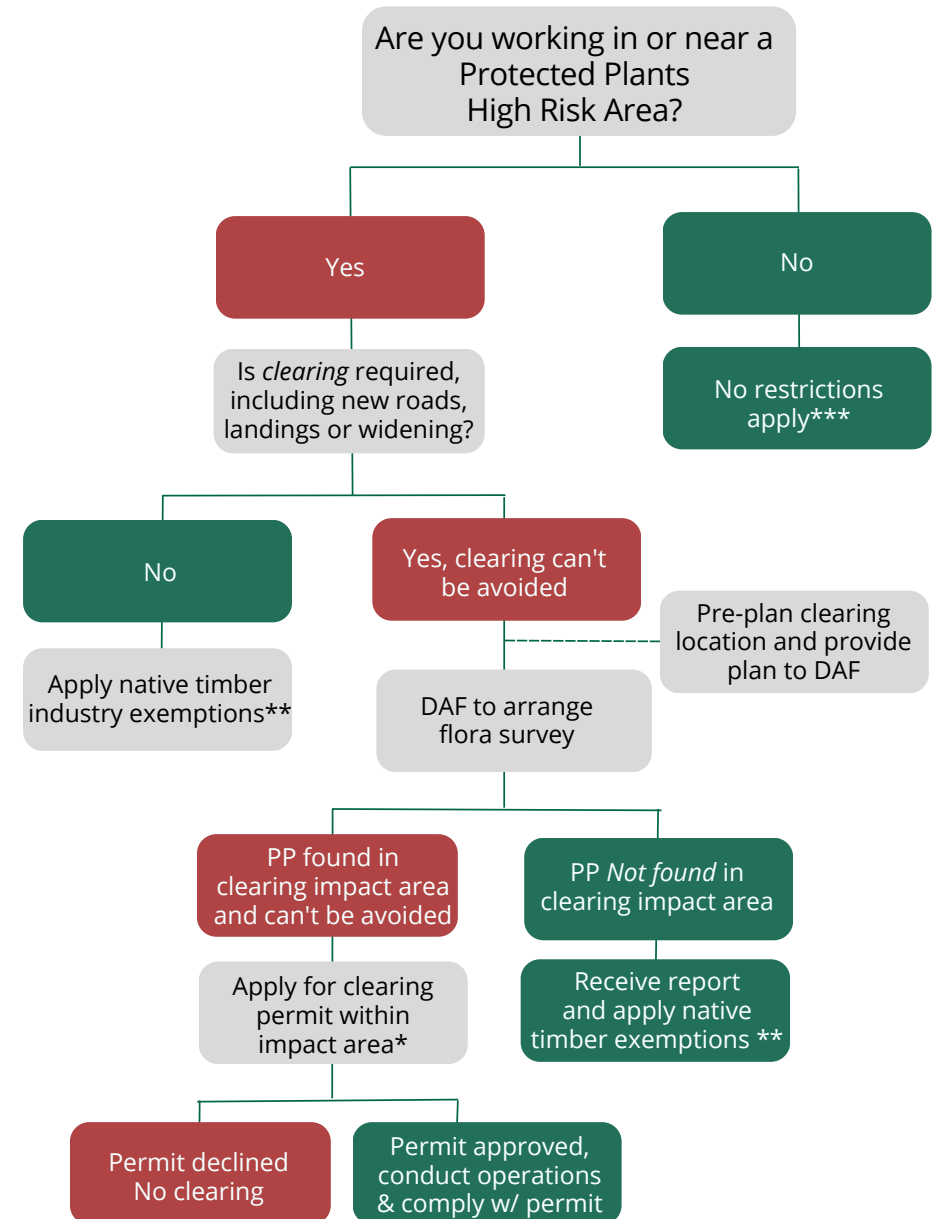 Are you working in or near a
Protected Plants
High Risk Area?
Yes
No
Is clearing required,
including new roads,
landings or widening?
No restrictions
apply***
No
Yes, clearing can't
be avoided
Pre-plan clearing
location and provide
plan to DAF
Apply native timber
industry exemptions**
DAF to arrange
flora survey
PP found in
clearing impact area
and can't be avoided
PP Not found in
clearing impact area
Apply for clearing
permit within
impact area*
Receive report
and apply native
timber exemptions **
Permit declined
No clearing
Permit approved,
conduct operations
& comply w/ permit